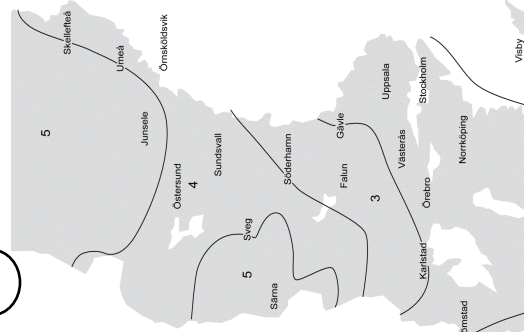 5
Skellefteå
Umeå
Junsele
Örnsköldsvik
Östersund
4
Sundsvall
5
Sveg
Särna
Söderhamn
Gävle
Falun
3
Uppsala
Västerås
Karlstad
Örebro
Stockholm
ömstad
Norrköping
Visby